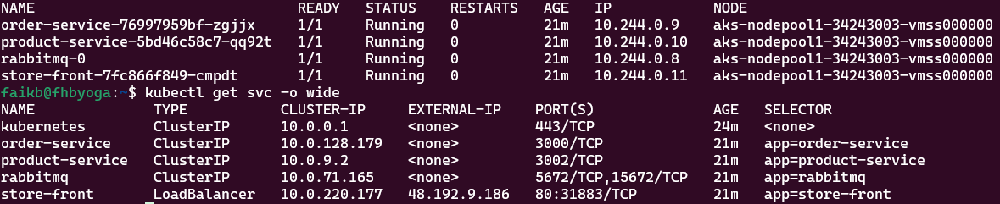 NAME READY STATUS RESTARTS AGE IP NODE
order-service-76997959bf-zgjjx 1/1 Running 0 21m 10.244.0.9 aks-nodepool1-34243003-vmss000000
product-service-5bd46c58c7-qq92t 1/1 Running 0 21m 10.244.0.10 aks-nodepool1-34243003-vmss000000
rabbitmq-0 1/1 Running 0 21m 10.244.0.8 aks-nodepool1-34243003-vmss000000
store-front-7fc866f849-cmpdt 1/1 Running 0 21m 10.244.0.11 aks-nodepool1-34243003-vmss000000
faikb@fhbyoga:~$ kubectl get svc -o wide
NAME TYPE CLUSTER-IP EXTERNAL-IP PORT(S) AGE SELECTOR
kubernetes ClusterIP 10.0.0.1 <none> 443/TCP 24m <none>
order-service ClusterIP 10.0.128.179 <none> 3000/TCP 21m app=order-service
product-service ClusterIP 10.0.9.2 <none> 3002/TCP 21m app=product-service
rabbitmq ClusterIP 10.0.71.165 <none> 5672/TCP,15672/TCP 21m app=rabbitmq
store-front LoadBalancer 10.0.220.177 48.192.9.186 80:31883/TCP 21m app=store-front